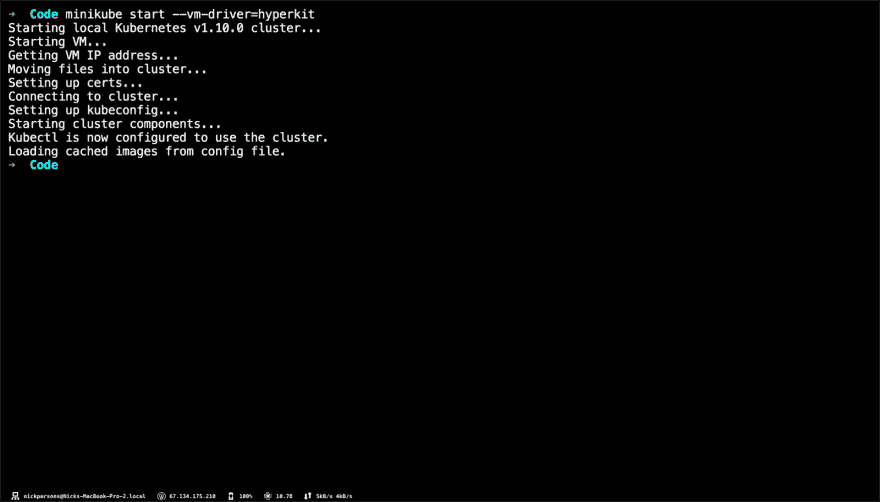 → Code minikube start --vm-driver=hyperkit
Starting local Kubernetes v1.10.0 cluster...
Starting VM...
Getting VM IP address...
Moving files into cluster...
Setting up certs...
Connecting to cluster...
Setting up kubeconfig...
Starting cluster components...
Kubectl is now configured to use the cluster.
Loading cached images from config file.
→ Code
nickparsons@Nicks-MacBook-Pro-2.local 67.134.175.210 100% 10.78 5kB/s 4kB/s